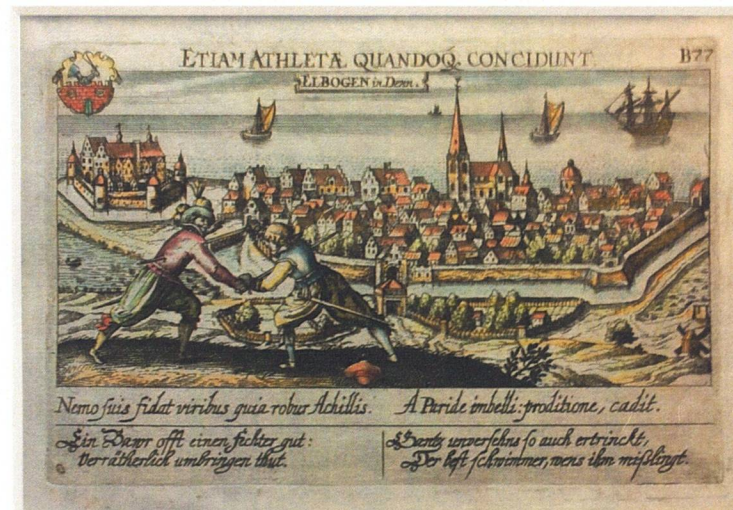 ETIAM ATHLETÆ QUANDOQ. CONCIDUNT.
B77
ELBOGEN in Denn.
Nemo suis fidat viribus quia robur Achillis.
A Paride imbelli: proditione, cadit.
Ein Bawr offt einen fechter gut:
Verrätherlich umbringen thut.
Gantz unversehns so auch ertrinckt,
Der best schwimmer, wens ihm mißlingt.